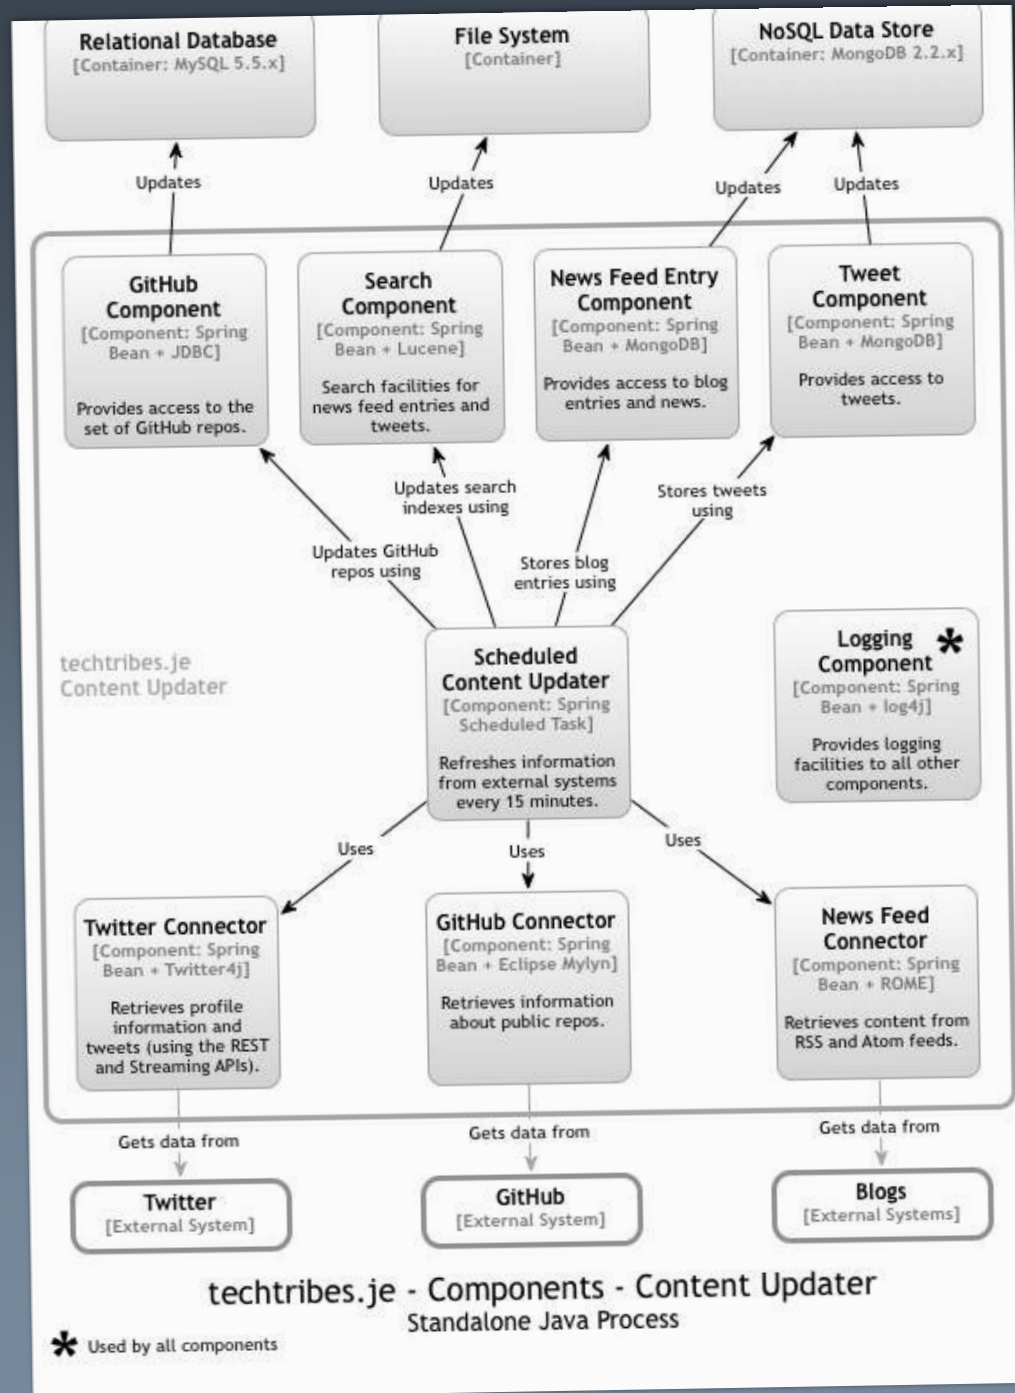 Relational Database
[Container: MySQL 5.5.x]
File System
[Container]
NoSQL Data Store
[Container: MongoDB 2.2.x]
Updates
Updates
Updates
Updates
GitHub
Component
[Component: Spring
Bean + JDBC]
Provides access to the
set of GitHub repos.
Search
Component
[Component: Spring
Bean + Lucene]
Search facilities for
news feed entries and
tweets.
News Feed Entry
Component
[Component: Spring
Bean + MongoDB]
Provides access to blog
entries and news.
Tweet
Component
[Component: Spring
Bean + MongoDB]
Provides access to
tweets.
Updates GitHub
repos using
Updates search
indexes using
Stores blog
entries using
Stores tweets
using
techtribes.je
Content Updater
Scheduled
Content Updater
[Component: Spring
Scheduled Task]
Refreshes information
from external systems
every 15 minutes.
Logging *
Component
[Component: Spring
Bean + log4j]
Provides logging
facilities to all other
components.
Uses
Uses
Uses
Twitter Connector
[Component: Spring
Bean + Twitter4j]
Retrieves profile
information and
tweets (using the REST
and Streaming APIs).
GitHub Connector
[Component: Spring
Bean + Eclipse Mylyn]
Retrieves information
about public repos.
News Feed
Connector
[Component: Spring
Bean + ROME]
Retrieves content from
RSS and Atom feeds.
Gets data from
Gets data from
Gets data from
Twitter
[External System]
GitHub
[External System]
Blogs
[External Systems]
techtribes.je - Components - Content Updater
Standalone Java Process
* Used by all components